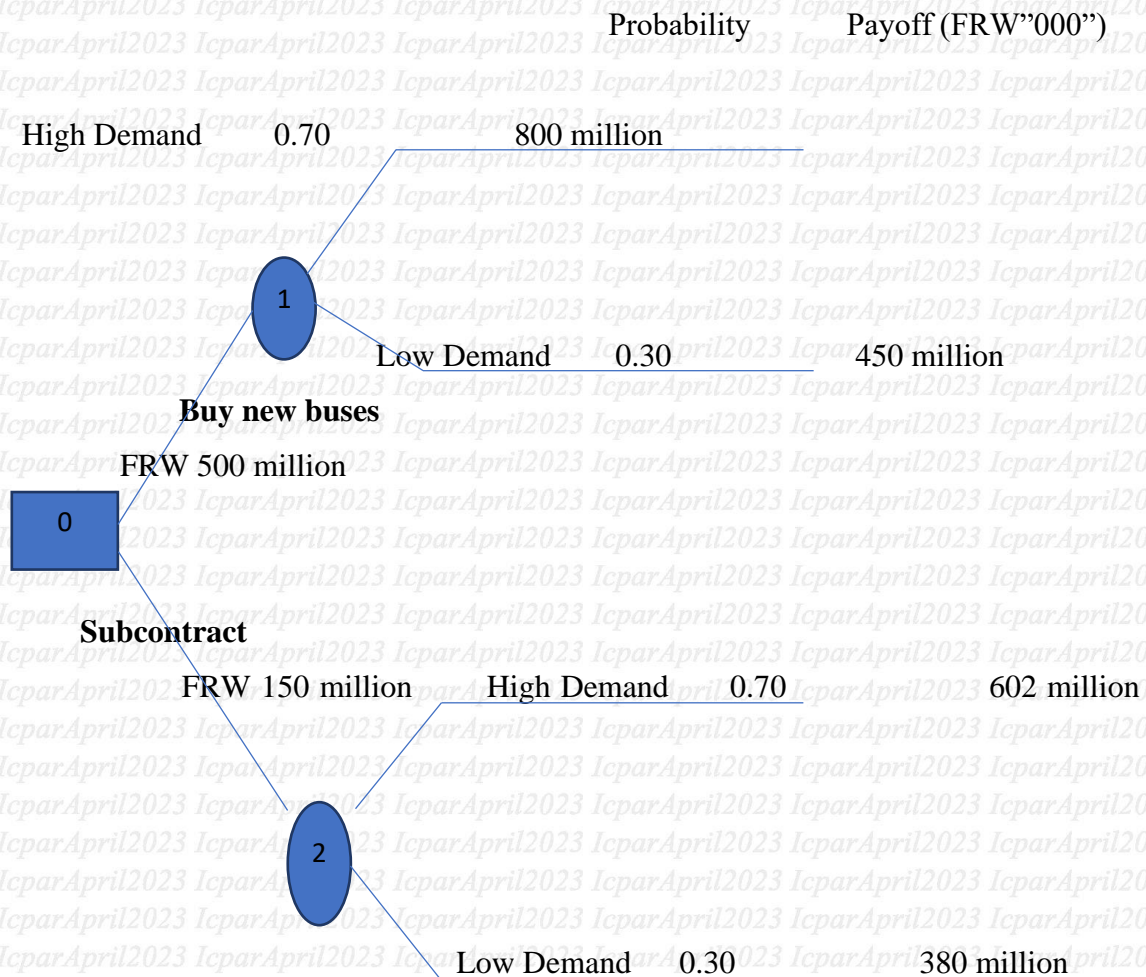 Probability Payoff (FRW”000”)
High Demand 0.70 800 million
1
Low Demand 0.30 450 million
Buy new buses
FRW 500 million
0
Subcontract
FRW 150 million High Demand 0.70 602 million
2
Low Demand 0.30 380 million
IcparApril2023